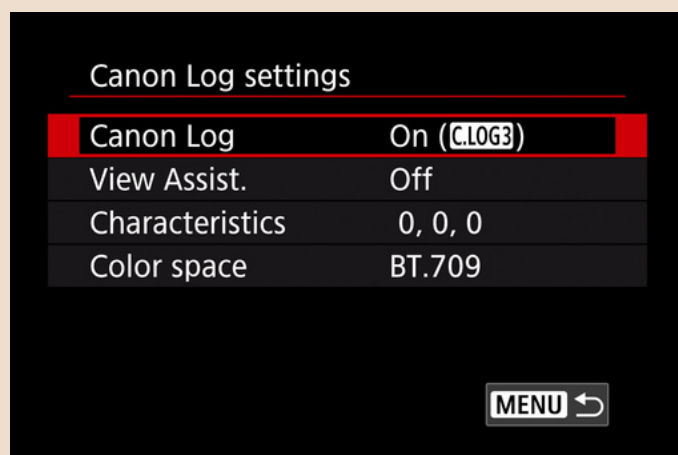 Canon Log settings
Canon Log On (C.LOG3)
View Assist. Off
Characteristics 0, 0, 0
Color space BT.709
MENU